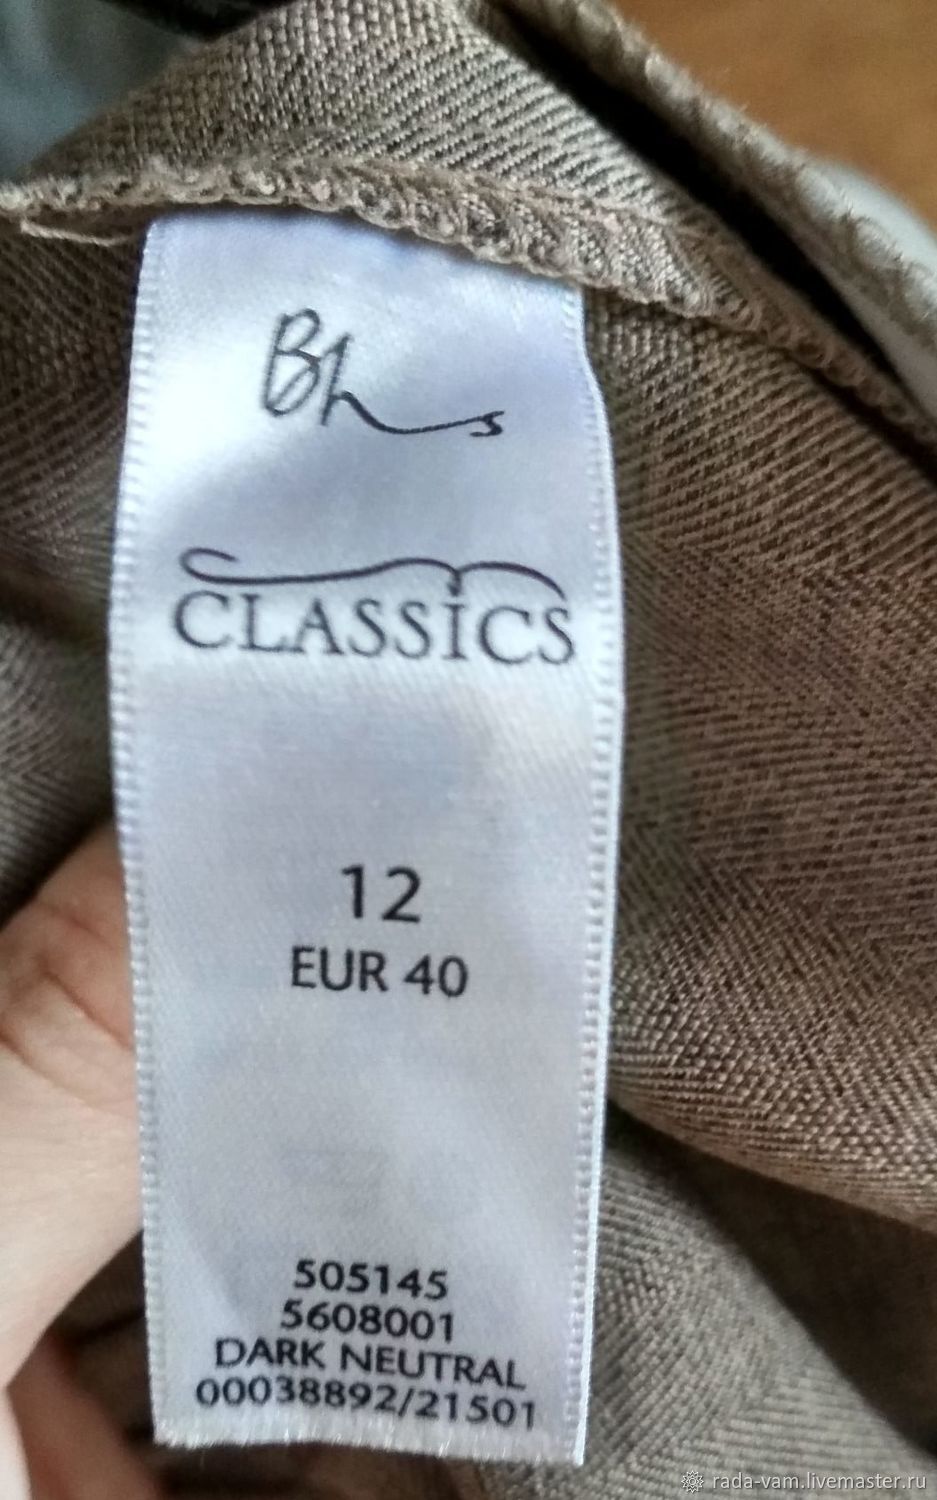 Bhs
CLASSICS
12
EUR 40
505145
5608001
DARK NEUTRAL
00038892/21501
rada-vam.livemaster.ru